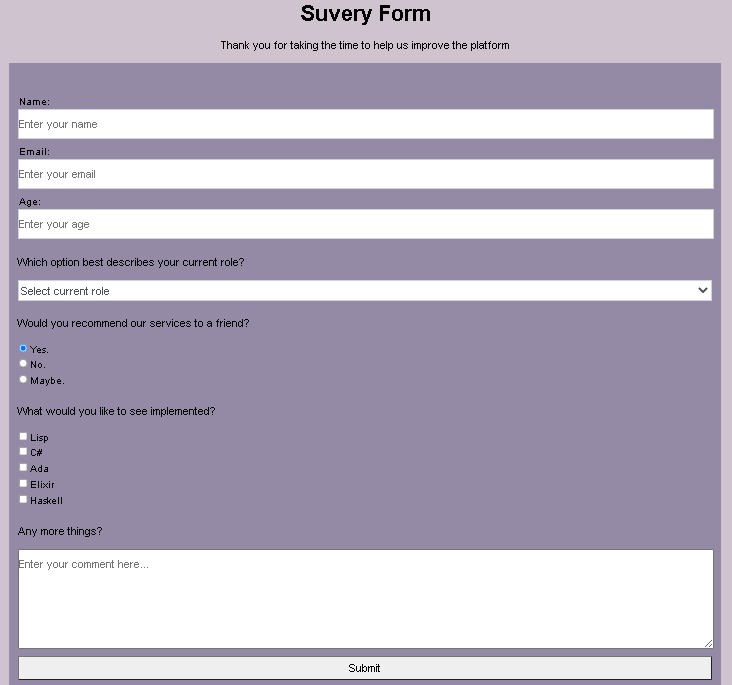 Suvery Form
Thank you for taking the time to help us improve the platform
Name:
Enter your name
Email:
Enter your email
Age:
Enter your age
Which option best describes your current role?
Select current role
Would you recommend our services to a friend?
Yes.
No.
Maybe.
What would you like to see implemented?
Lisp
C#
Ada
Elixir
Haskell
Any more things?
Enter your comment here...
Submit